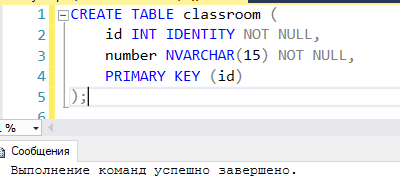 1 CREATE TABLE classroom (
2 id INT IDENTITY NOT NULL,
3 number NVARCHAR(15) NOT NULL,
4 PRIMARY KEY (id)
5 );
6
%
Сообщения
Выполнение команд успешно завершено.